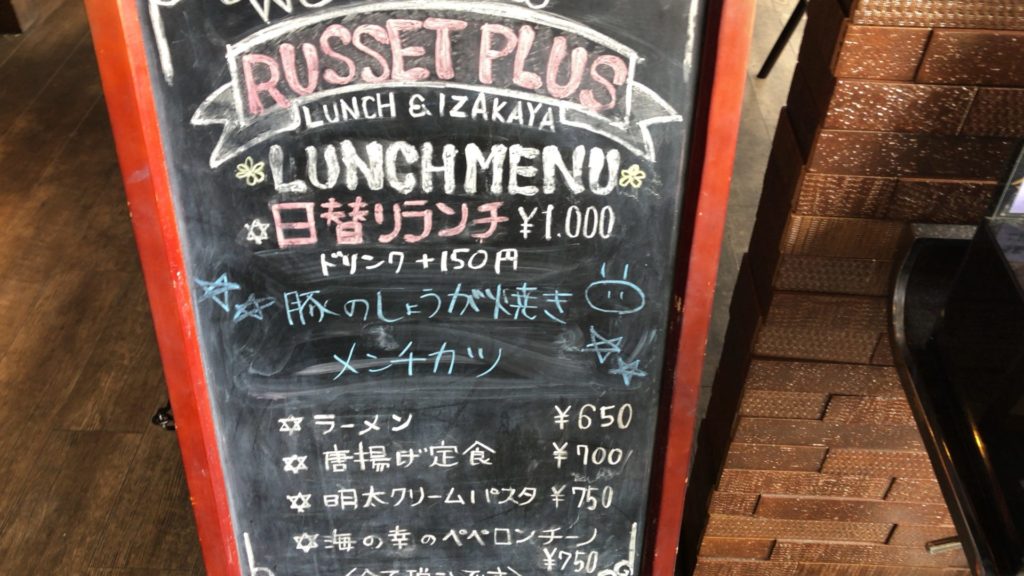 RUSSET PLUS
LUNCH & IZAKAYA
LUNCH MENU
日替りランチ ¥1.000
ドリンク +150円
豚のしょうが焼き
メンチカツ
ラーメン ¥650
唐揚げ定食 ¥700
明太クリームパスタ ¥750
海の幸のペペロンチーノ
¥750